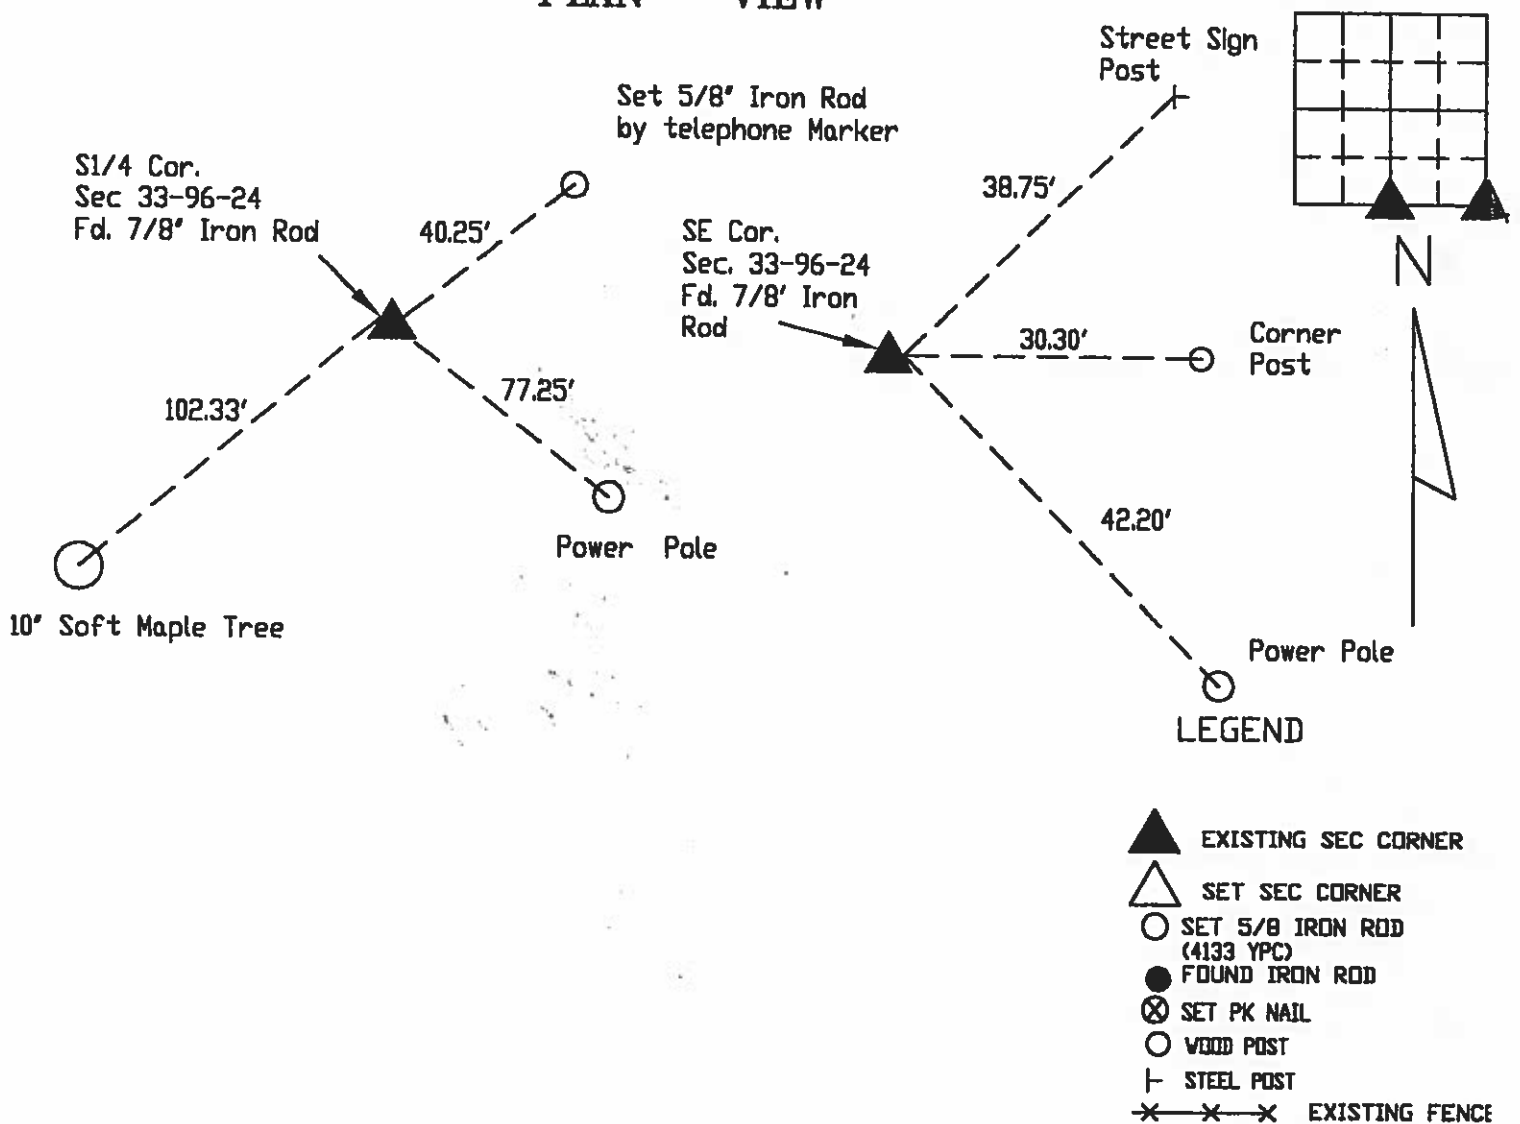 PLAN VIEW
Street Sign
Post
Set 5/8" Iron Rod
by telephone Marker
S1/4 Cor.
Sec 33-96-24
Fd. 7/8" Iron Rod
40.25'
38.75'
SE Cor.
Sec. 33-96-24
Fd. 7/8' Iron
Rod
N
30.30'
Corner
Post
102.33'
77.25'
Power Pole
42.20'
10" Soft Maple Tree
Power Pole
LEGEND
EXISTING SEC CORNER
SET SEC CORNER
SET 5/8 IRON ROD
(4133 YPC)
FOUND IRON ROD
SET PK NAIL
WOOD POST
STEEL POST
EXISTING FENCE